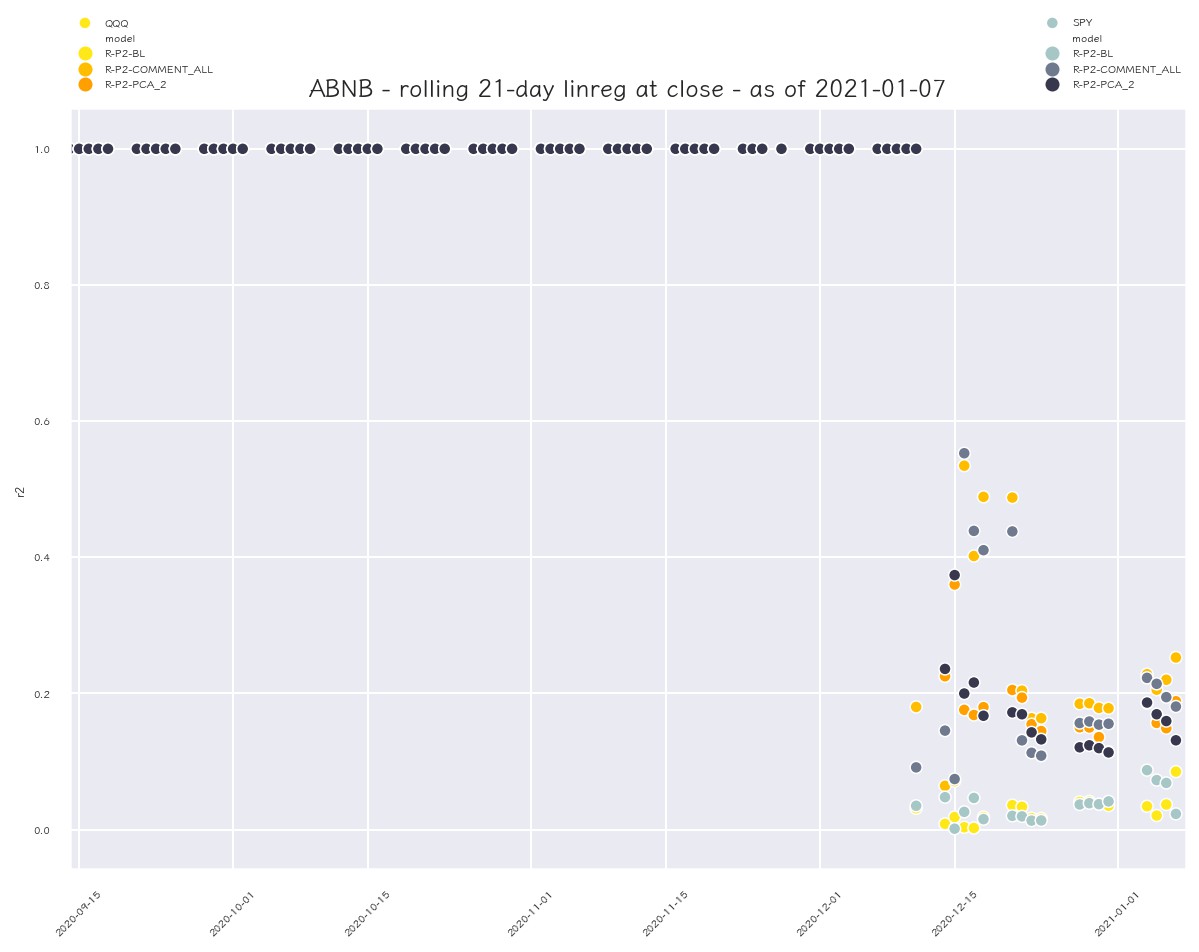 QQQ
model
R-P2-BL
R-P2-COMMENT_ALL
R-P2-PCA_2
SPY
model
R-P2-BL
R-P2-COMMENT_ALL
R-P2-PCA_2
ABNB - rolling 21-day linreg at close - as of 2021-01-07
1.0
0.8
0.6
0.4
0.2
0.0
r2
2020-09-15
2020-10-01
2020-10-15
2020-11-01
2020-11-15
2020-12-01
2020-12-15
2021-01-01